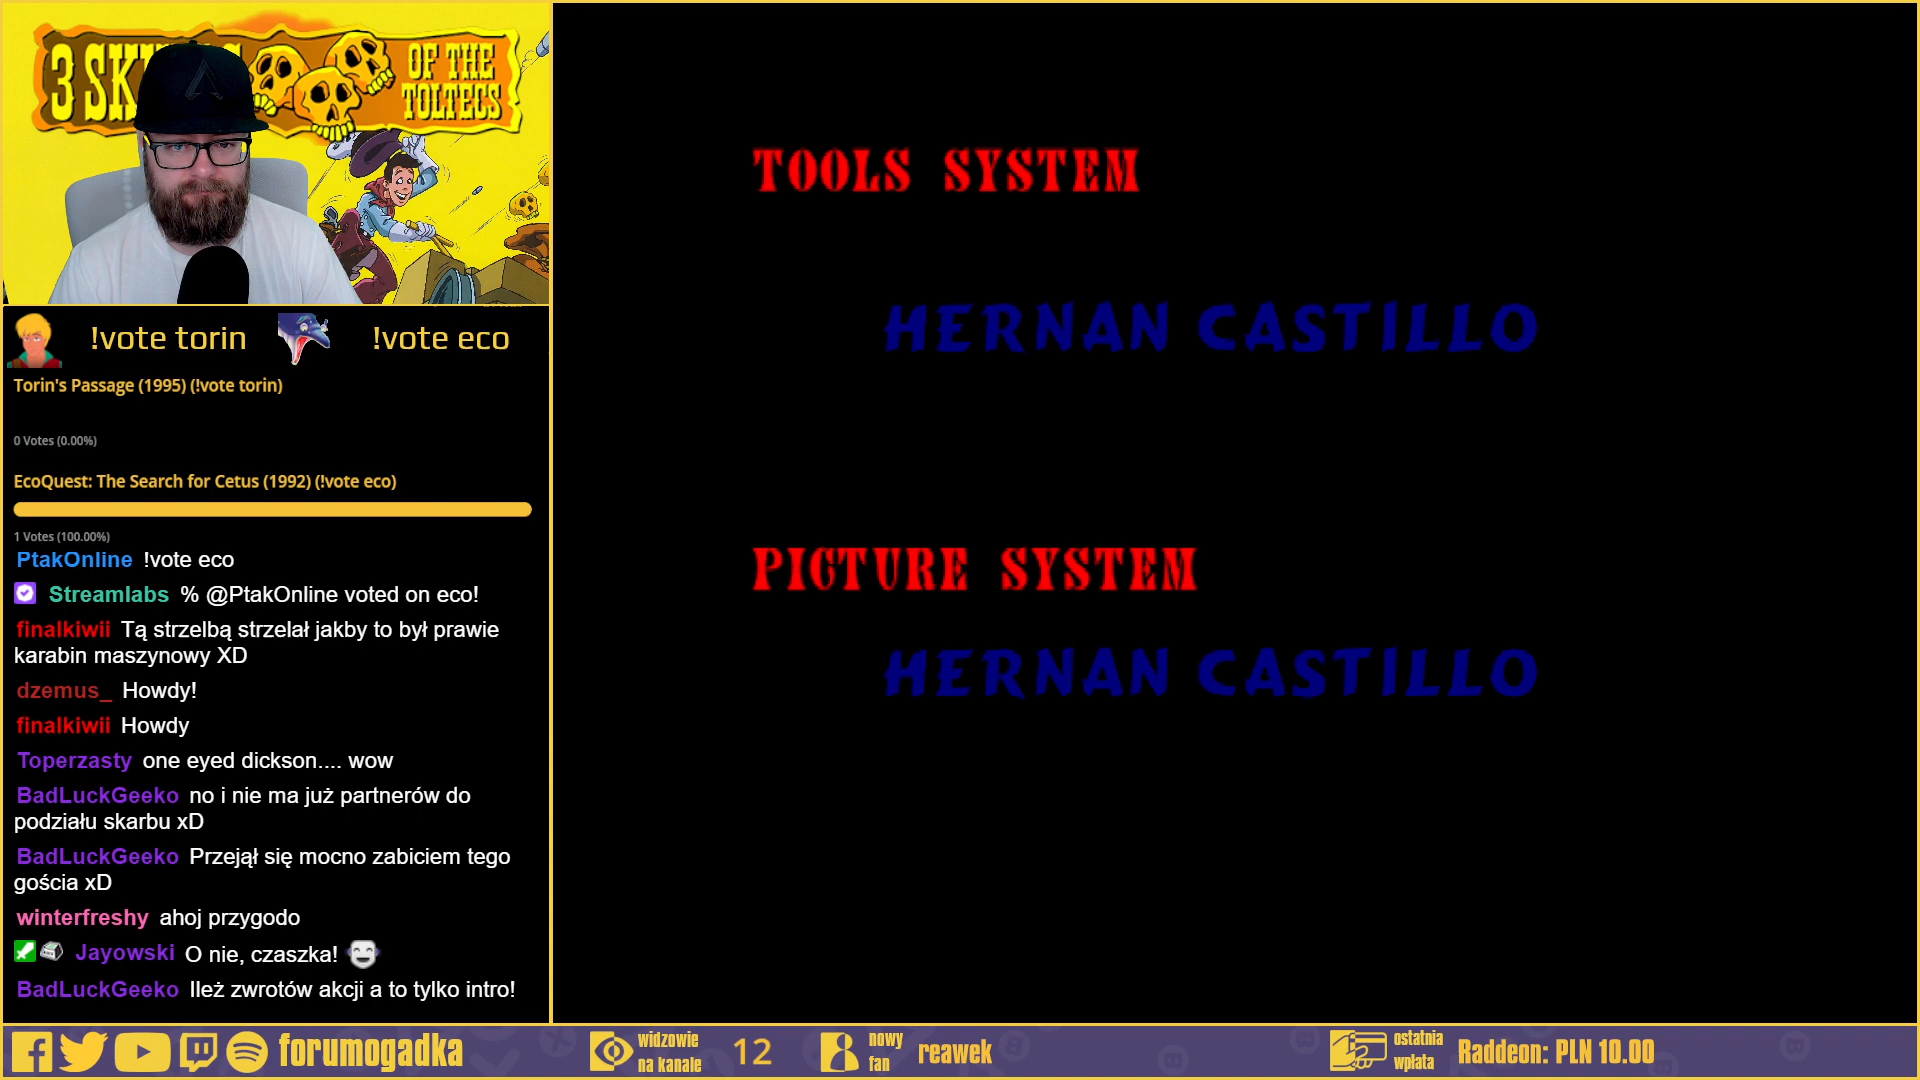 3 SK
OF THE
TOLTECS
!vote torin
!vote eco
Torin's Passage (1995) (!vote torin)
0 Votes (0.00%)
EcoQuest: The Search for Cetus (1992) (!vote eco)
1 Votes (100.00%)
PtakOnline !vote eco
Streamlabs % @PtakOnline voted on eco!
finalkiwii Tą strzelbą strzelał jakby to był prawie
karabin maszynowy XD
dzemus_ Howdy!
finalkiwii Howdy
Toperzasty one eyed dickson.... wow
BadLuckGeeko no i nie ma już partnerów do
podziału skarbu xD
BadLuckGeeko Przejął się mocno zabiciem tego
gościa xD
winterfreshy ahoj przygodo
Jayowski O nie, czaszka!
BadLuckGeeko Ileż zwrotów akcji a to tylko intro!
TOOLS SYSTEM
HERNAN CASTILLO
PICTURE SYSTEM
HERNAN CASTILLO
forumogadka
widzowie
na kanale
12
nowy
fan
reawek
ostatnia
wpłata
Raddeon: PLN 10.00